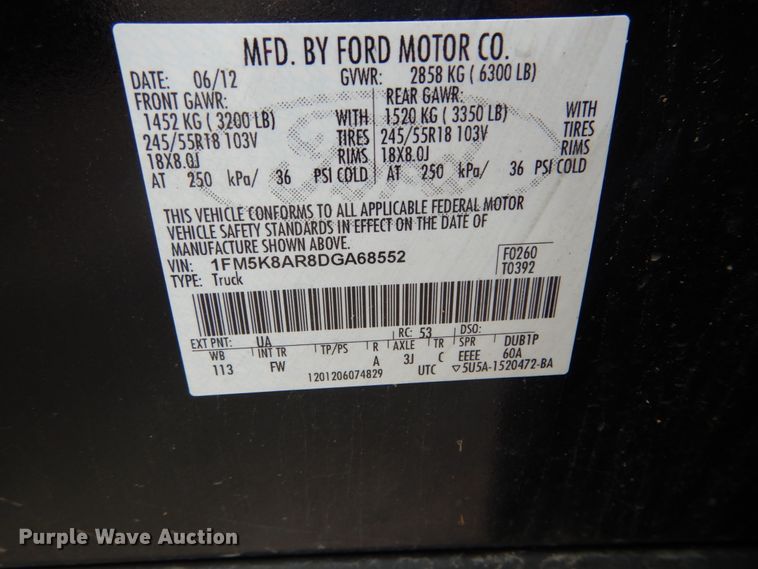 MFD. BY FORD MOTOR CO.
DATE: 06/12 GVWR: 2858 KG ( 6300 LB)
FRONT GAWR: REAR GAWR:
1452 KG ( 3200 LB) WITH 1520 KG ( 3350 LB) WITH
245/55R18 103V TIRES 245/55R18 103V TIRES
18X8.0J RIMS 18X8.0J RIMS
AT 250 kPa/ 36 PSI COLD AT 250 kPa/ 36 PSI COLD
THIS VEHICLE CONFORMS TO ALL APPLICABLE FEDERAL MOTOR
VEHICLE SAFETY STANDARDS IN EFFECT ON THE DATE OF
MANUFACTURE SHOWN ABOVE.
VIN: 1FM5K8AR8DGA68552 F0260
TYPE: Truck T0392
EXT PNT: UA RC: 53 DSO:
WB INT TR TP/PS R AXLE TR SPR DUB1P
113 FW A 3J C EEEE 60A
1201206074829 UTC ▽5U5A-1520472-BA
Purple Wave Auction